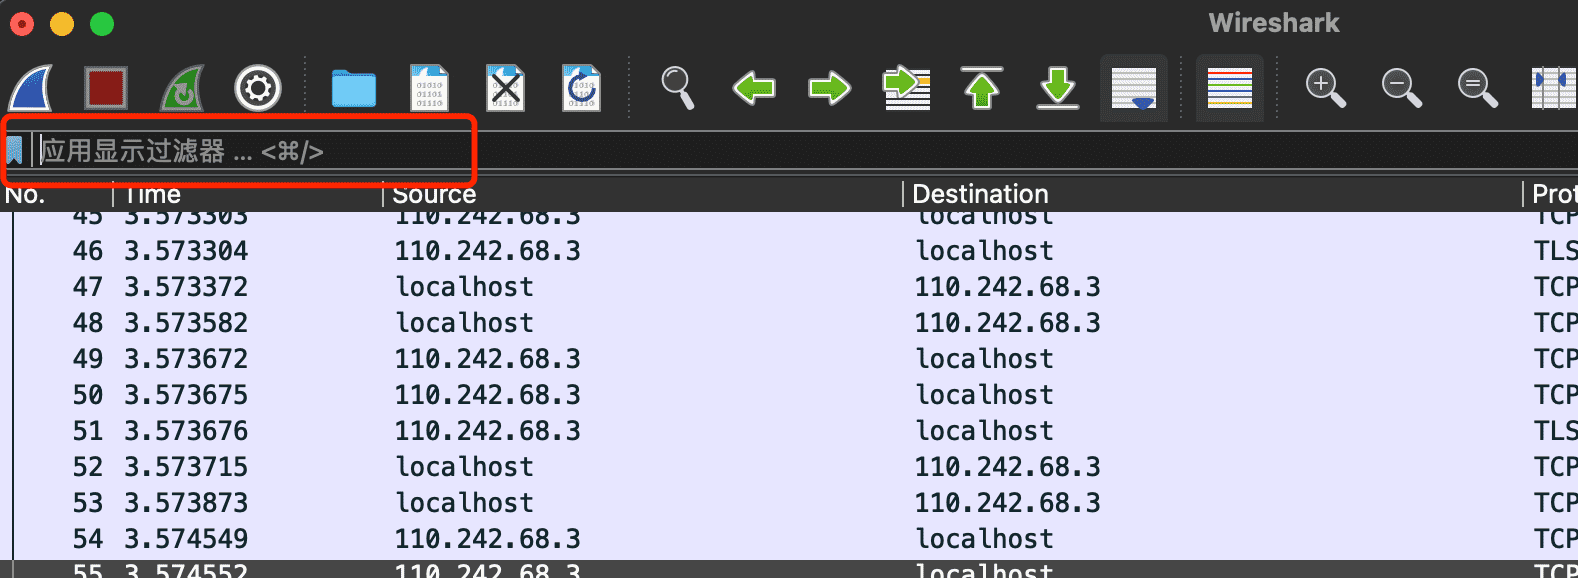 Wireshark
应用显示过滤器 ... <⌘/>
No. Time Source Destination
45 3.573303 110.242.68.3 localhost TCP
46 3.573304 110.242.68.3 localhost TLS
47 3.573372 localhost 110.242.68.3 TCP
48 3.573582 localhost 110.242.68.3 TCP
49 3.573672 110.242.68.3 localhost TCP
50 3.573675 110.242.68.3 localhost TCP
51 3.573676 110.242.68.3 localhost TLS
52 3.573715 localhost 110.242.68.3 TCP
53 3.573873 localhost 110.242.68.3 TCP
54 3.574549 110.242.68.3 localhost TCP
55 3.574552 110.242.68.3 localhost TCP